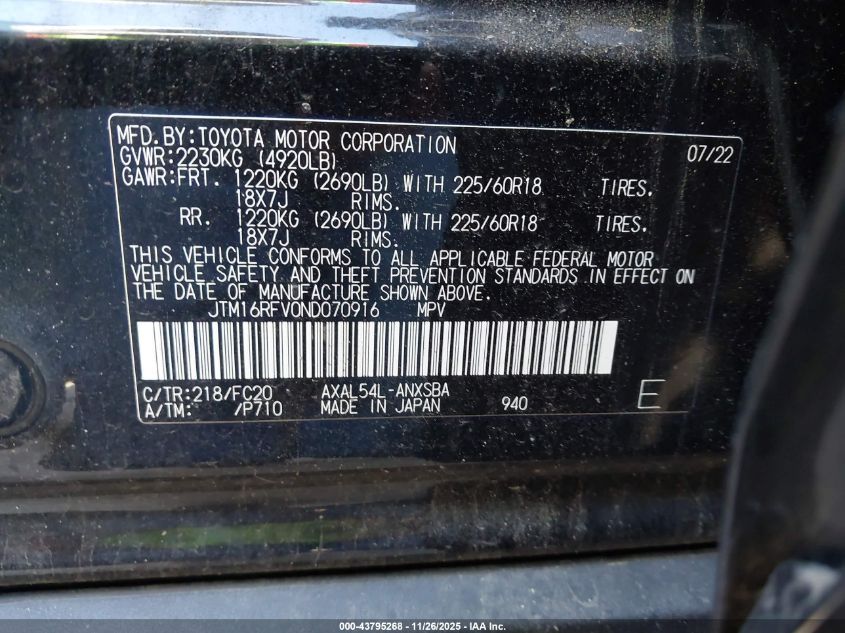 MFD.BY:TOYOTA MOTOR CORPORATION 07/22
GVWR:2230KG (4920LB)
GAWR:FRT. 1220KG (2690LB) WITH 225/60R18 TIRES.
18X7J RIMS.
RR. 1220KG (2690LB) WITH 225/60R18 TIRES.
18X7J RIMS.
THIS VEHICLE CONFORMS TO ALL APPLICABLE FEDERAL MOTOR
VEHICLE SAFETY AND THEFT PREVENTION STANDARDS IN EFFECT ON
THE DATE OF MANUFACTURE SHOWN ABOVE.
JTM16RFV0ND070916 MPV
C/TR:218/FC20 AXAL54L-ANXSBA E
A/TM: /P710 MADE IN JAPAN 940
000-43795268 - 11/26/2025 - IAA Inc.